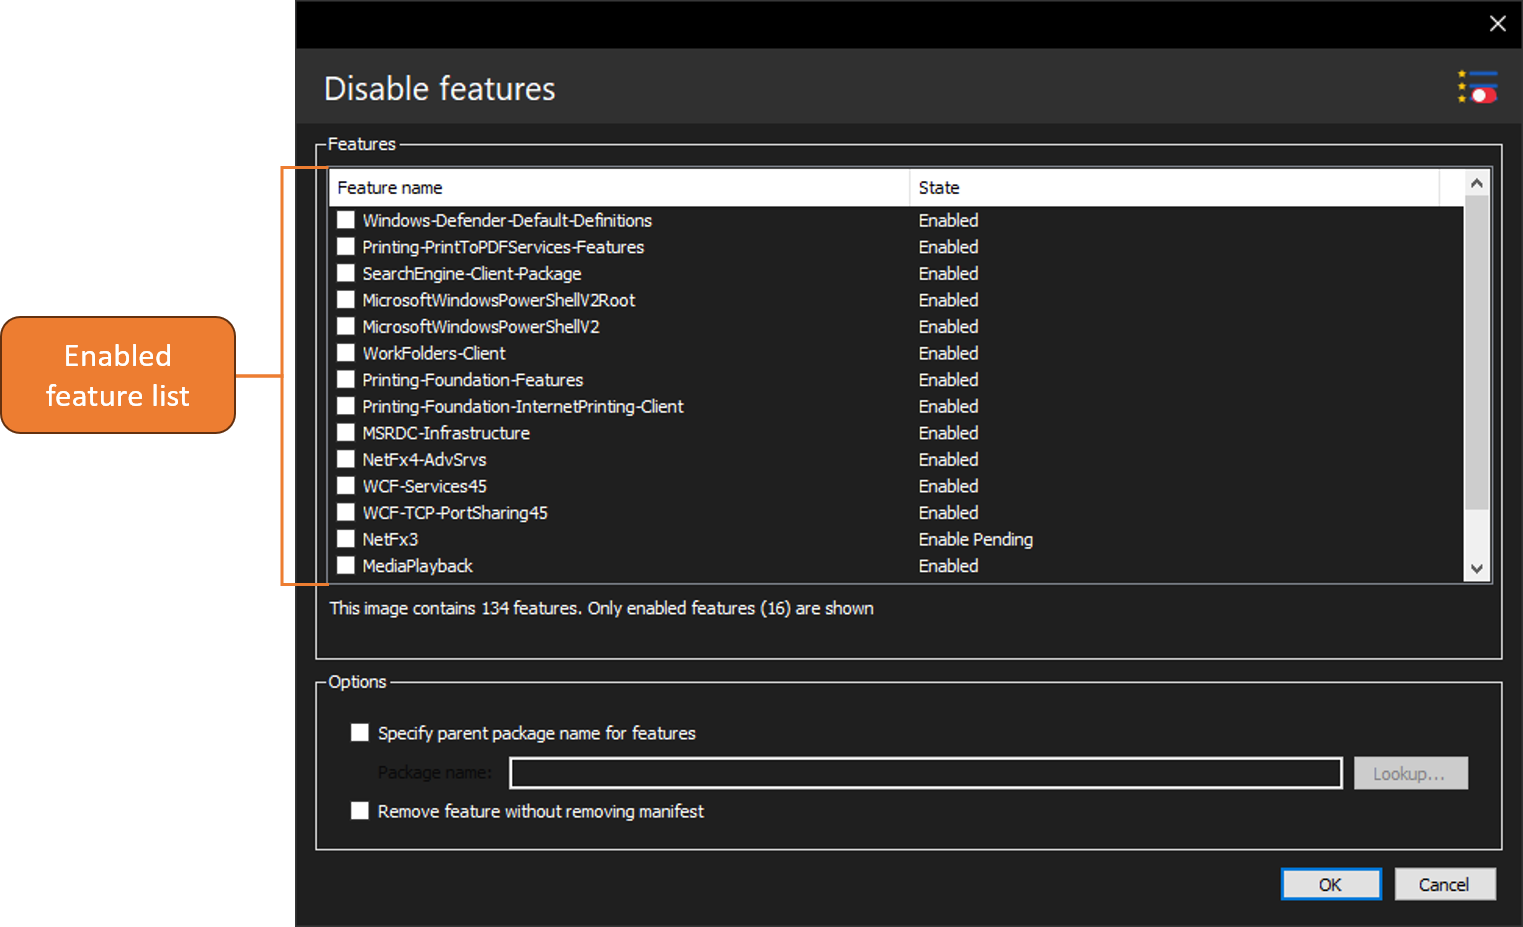 Disable features
Features
Feature name State
Windows-Defender-Default-Definitions Enabled
Printing-PrintToPDFServices-Features Enabled
SearchEngine-Client-Package Enabled
MicrosoftWindowsPowerShellV2Root Enabled
MicrosoftWindowsPowerShellV2 Enabled
WorkFolders-Client Enabled
Printing-Foundation-Features Enabled
Printing-Foundation-InternetPrinting-Client Enabled
MSRDC-Infrastructure Enabled
NetFx4-AdvSrvs Enabled
WCF-Services45 Enabled
WCF-TCP-PortSharing45 Enabled
NetFx3 Enable Pending
MediaPlayback Enabled
Enabled
feature list
This image contains 134 features. Only enabled features (16) are shown
Options
Specify parent package name for features
Package name: Lookup...
Remove feature without removing manifest
OK Cancel